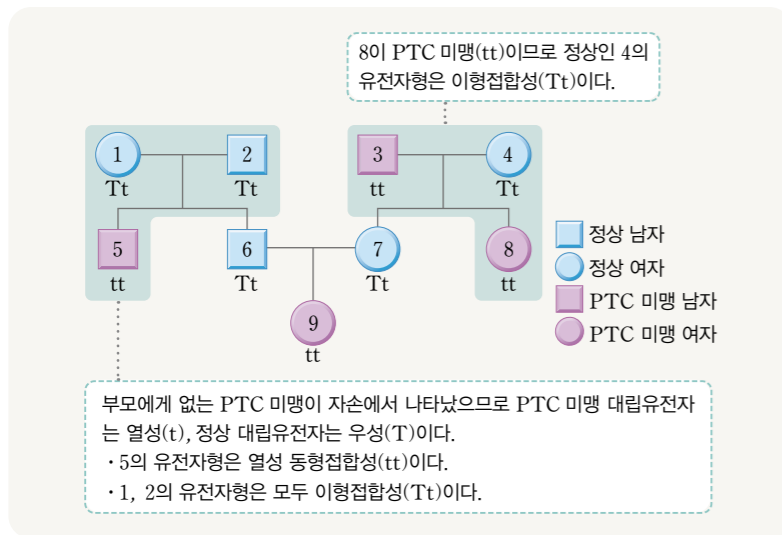 8이 PTC 미맹(tt)이므로 정상인 4의
유전자형은 이형접합성(Tt)이다.
1
2
3
4
Tt
Tt
tt
Tt
5
6
7
8
tt
Tt
Tt
tt
9
tt
정상 남자
정상 여자
PTC 미맹 남자
PTC 미맹 여자
부모에게 없는 PTC 미맹이 자손에서 나타났으므로 PTC 미맹 대립유전자
는 열성(t), 정상 대립유전자는 우성(T)이다.
· 5의 유전자형은 열성 동형접합성(tt)이다.
· 1, 2의 유전자형은 모두 이형접합성(Tt)이다.